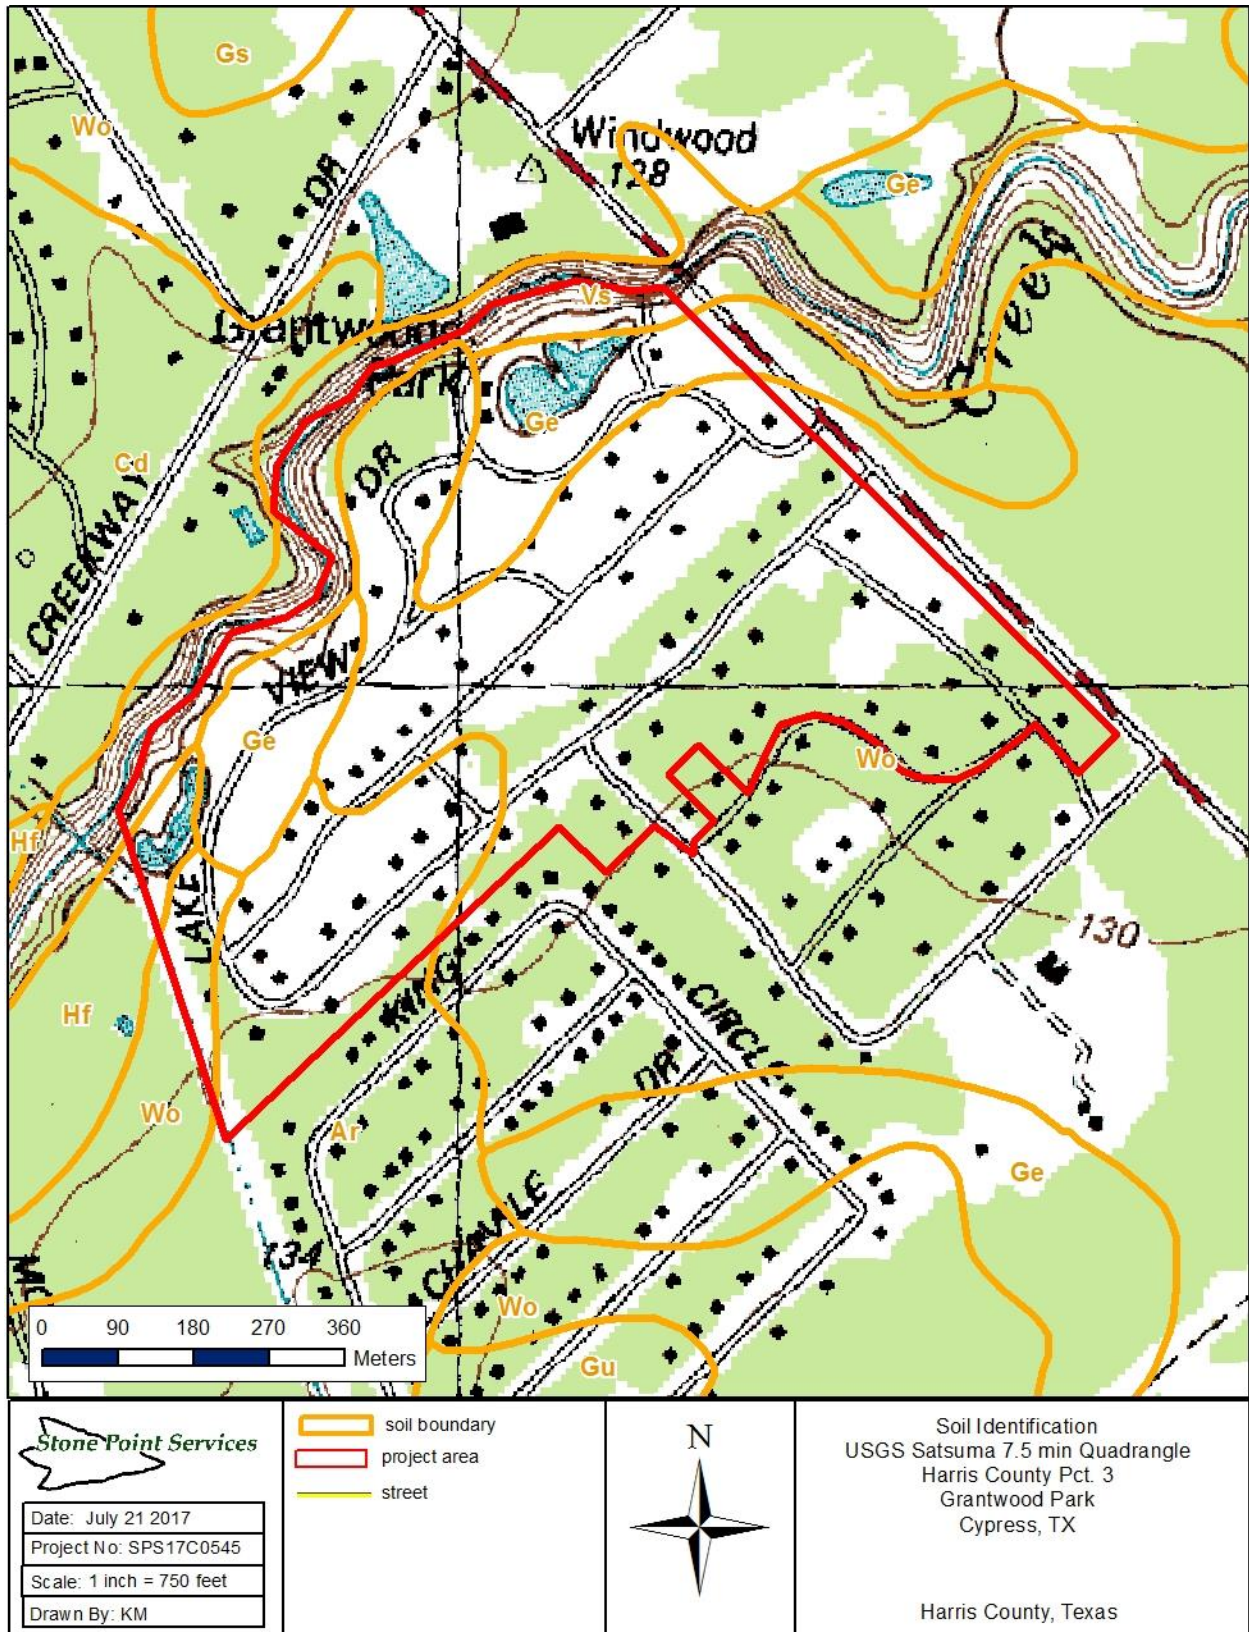 Gs
Wo
Windwood
128
Ge
DR
Creek
Vs
Grantwood
Park
Ge
Cd
DR
CREEKWAY
VIEW
Ge
Wo
Hf
LAKE
130
KING
CIRCLE
Hf
DR
Wo
Ar
Ge
134
Wo
Gu
0 90 180 270 360
Meters
Stone Point Services
Date: July 21 2017
Project No: SPS17C0545
Scale: 1 inch = 750 feet
Drawn By: KM
soil boundary
project area
street
N
Soil Identification
USGS Satsuma 7.5 min Quadrangle
Harris County Pct. 3
Grantwood Park
Cypress, TX
Harris County, Texas